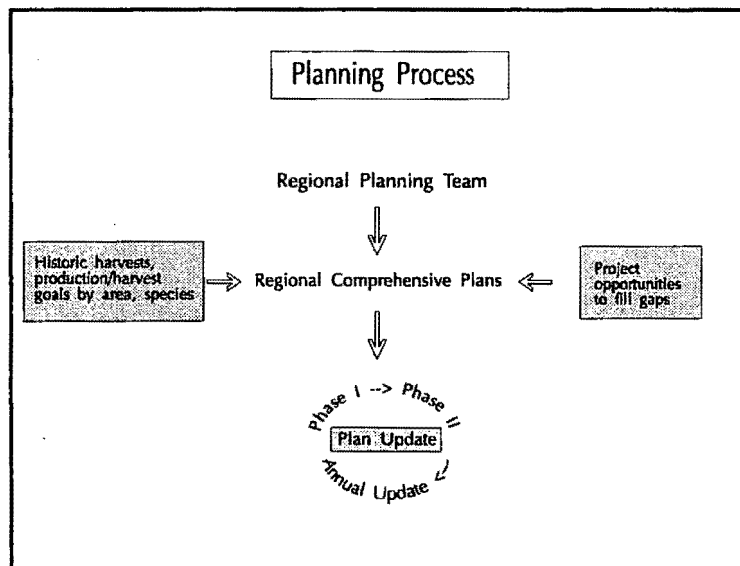 Planning Process
Regional Planning Team
Historic harvests,
production/harvest
goals by area, species
Regional Comprehensive Plans
Project
opportunities
to fill gaps
Phase I --> Phase II
Plan Update
Annual Update